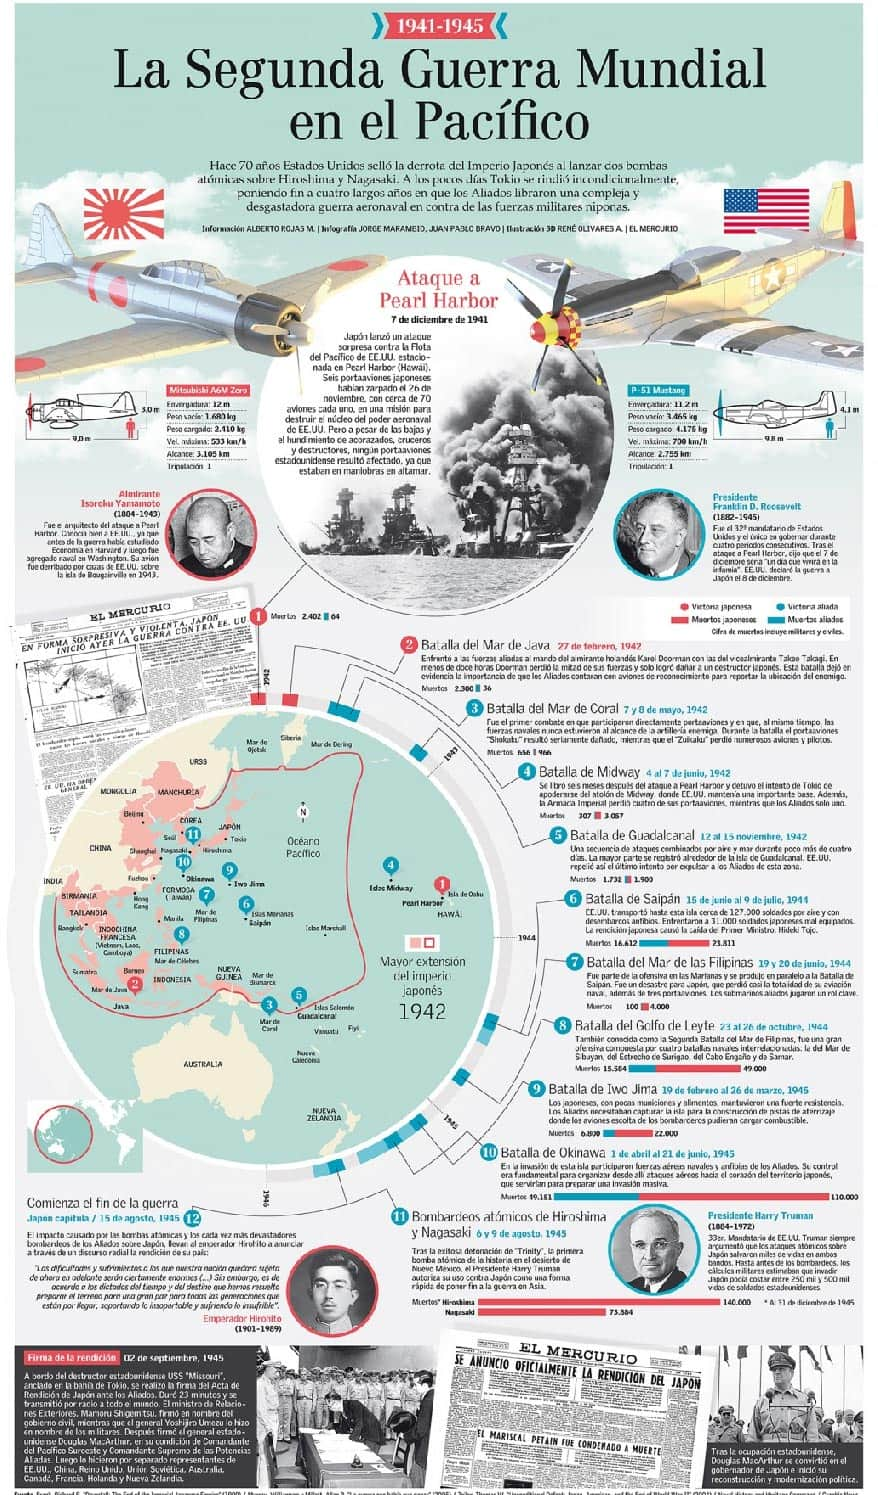 1941-1945
La Segunda Guerra Mundial
en el Pacífico
Hace 70 años Estados Unidos selló la derrota del Imperio Japonés al lanzar dos bombas
atómicas sobre Hiroshima y Nagasaki. A los pocos días Tokio se rindió incondicionalmente,
poniendo fin a cuatro largos años en que los Aliados libraron una compleja y
desgastadora guerra aeronaval en contra de las fuerzas militares niponas.
Información ALBERTO ROJAS M. | Infografía JORGE MARAMBIO, JUAN PABLO BRAVO | Ilustración 3D RENÉ OLIVARES A. | EL MERCURIO
Ataque a
Pearl Harbor
7 de diciembre de 1941
Japón lanzó un ataque
sorpresa contra la Flota
del Pacífico de EE.UU. estacio-
nada en Pearl Harbor (Hawái).
Seis portaaviones japoneses
habían zarpado el 26 de
noviembre, con cerca de 70
aviones cada uno, en una misión para
destruir el núcleo del poder aeronaval
de EE.UU. Pero a pesar de las bajas y
el hundimiento de acorazados, cruceros
y destructores, ningún portaaviones
estadounidense resultó afectado, ya que
estaban en maniobras en altamar.
Mitsubishi A6M Zero
Envergadura: 12 m
Peso vacío: 1.680 kg
Peso cargado: 2.410 kg
Vel. máxima: 533 km/h
Alcance: 3.105 km
Tripulación: 1
3,0 m
9,0 m
P-51 Mustang
Envergadura: 11,2 m
Peso vacío: 3.465 kg
Peso cargado: 4.175 kg
Vel. máxima: 700 km/h
Alcance: 2.755 km
Tripulación: 1
4,1 m
9,8 m
Almirante
Isoroku Yamamoto
(1884-1943)
Fue el arquitecto del ataque a Pearl
Harbor. Conocía bien a EE.UU., ya que
antes de la guerra había estudiado
Economía en Harvard y luego fue
agregado naval en Washington. Su avión
fue derribado por cazas de EE.UU. sobre
la isla de Bougainville en 1943.
Presidente
Franklin D. Roosevelt
(1882-1945)
Fue el 32º mandatario de Estados
Unidos y el único en gobernar durante
cuatro períodos consecutivos. Tras el
ataque a Pearl Harbor, dijo que el 7 de
diciembre sería "un día que vivirá en la
infamia". EE.UU. declaró la guerra a
Japón el 8 de diciembre.
Victoria japonesa
Victoria aliada
Muertos japoneses
Muertos aliados
Cifra de muertos incluye militares y civiles.
EL MERCURIO
EN FORMA SORPRESIVA Y VIOLENTA, JAPON
INICIO AYER LA GUERRA CONTRA EE. UU.
1 Muertos 2.402 64
2 Batalla del Mar de Java 27 de febrero, 1942
Enfrentó a las fuerzas aliadas al mando del almirante holandés Karel Doorman con las del vicealmirante Takeo Takagi. En
menos de doce horas Doorman perdió la mitad de sus fuerzas y solo logró dañar a un destructor japonés. Esta batalla dejó en
evidencia la importancia de que los Aliados contaran con aviones de reconocimiento para reportar la ubicación del enemigo.
Muertos 2.300 36
3 Batalla del Mar de Coral 7 y 8 de mayo, 1942
Fue el primer combate en que participaron directamente portaaviones y en que, al mismo tiempo, las
fuerzas navales nunca estuvieron al alcance de la artillería enemiga. Durante la batalla el portaaviones
"Shokaku" resultó seriamente dañado, mientras que el "Zuikaku" perdió numerosos aviones y pilotos.
Muertos 656 966
4 Batalla de Midway 4 al 7 de junio, 1942
Se libró seis meses después del ataque a Pearl Harbor y detuvo el intento de Tokio de
apoderarse del atolón de Midway, donde EE.UU. mantenía una importante base. Además,
la Armada Imperial perdió cuatro de sus portaaviones, mientras que los Aliados solo uno.
Muertos 307 3.057
5 Batalla de Guadalcanal 12 al 15 noviembre, 1942
Una secuencia de ataques combinados por aire y mar durante poco más de cuatro
días. La mayor parte se registró alrededor de la isla de Guadalcanal. EE.UU.
repelió así el último intento por expulsar a los Aliados de esta zona.
Muertos 1.732 1.900
6 Batalla de Saipán 15 de junio al 9 de julio, 1944
EE.UU. transportó hasta esta isla cerca de 127.000 soldados por aire y con
desembarcos anfibios. Enfrentaron a 31.000 soldados japoneses mal equipados.
La rendición japonesa causó la caída del Primer Ministro, Hideki Tojo.
Muertos 16.612 23.811
7 Batalla del Mar de las Filipinas 19 y 20 de junio, 1944
Fue parte de la ofensiva en las Marianas y se produjo en paralelo a la Batalla de
Saipán. Fue un desastre para Japón, que perdió casi la totalidad de su aviación
naval, además de tres portaaviones. Los submarinos aliados jugaron un rol clave.
Muertos 100 4.000
8 Batalla del Golfo de Leyte 23 al 26 de octubre, 1944
También conocida como la Segunda Batalla del Mar de Filipinas, fue una gran
ofensiva compuesta por cuatro batallas navales interrelacionadas: la del Mar de
Sibuyan, del Estrecho de Surigao, del Cabo Engaño y de Samar.
Muertos 15.584 49.000
9 Batalla de Iwo Jima 19 de febrero al 26 de marzo, 1945
Los japoneses, con pocas municiones y alimentos, mantuvieron una fuerte resistencia.
Los Aliados necesitaban capturar la isla para la construcción de pistas de aterrizaje
donde los aviones escolta de los bombarderos pudieran cargar combustible.
Muertos 6.800 22.000
10 Batalla de Okinawa 1 de abril al 21 de junio, 1945
En la invasión de esta isla participaron fuerzas aéreas navales y anfibias de los Aliados. Su control
era fundamental para organizar desde allí ataques aéreos hacia el corazón del territorio japonés,
que servirían para preparar una invasión masiva.
Muertos 49.151 110.000
1942
1943
1944
1945
1946
URSS
Mar de
Ojotsk
Siberia
Mar de Bering
MONGOLIA
MANCHURIA
Beijing
COREA
Seúl
JAPÓN
Tokio
CHINA
Shanghai
Nagasaki
Hiroshima
N
Océano
Pacífico
INDIA
Fuzhou
Okinawa
Iwo Jima
FORMOSA
(TAIWÁN)
BIRMANIA
Hong
Kong
TAILANDIA
Bangkok
INDOCHINA
FRANCESA
(Vietnam, Laos,
Camboya)
Manila
Mar de
Filipinas
FILIPINAS
Mar de Célebes
Islas Marianas
Saipán
Islas Midway
Pearl Harbor
Isla de Oahu
HAWÁI
Islas Marshall
Sumatra
Borneo
INDONESIA
Mar de Java
Java
NUEVA
GUINEA
Mar de
Bismarck
Mar de
Coral
Islas Salomón
Guadalcanal
Vanuatu
Fiyi
Nueva
Caledonia
AUSTRALIA
NUEVA
ZELANDIA
Mayor extensión
del imperio
japonés
1942
Comienza el fin de la guerra
Japón capitula / 15 de agosto, 1945 12
El impacto causado por las bombas atómicas y los cada vez más devastadores
bombardeos de los Aliados sobre Japón, llevan al emperador Hirohito a anunciar
a través de un discurso radial la rendición de su país:
"Las dificultades y sufrimientos a los que nuestra nación quedará sujeta
de ahora en adelante serán ciertamente enormes (...) Sin embargo, es de
acuerdo a los dictados del tiempo y del destino que hemos resuelto
preparar el terreno para una gran paz para todas las generaciones que
están por llegar, soportando lo insoportable y sufriendo lo insufrible".
Emperador Hirohito
(1901-1989)
11 Bombardeos atómicos de Hiroshima
y Nagasaki 6 y 9 de agosto, 1945
Tras la exitosa detonación de "Trinity", la primera
bomba atómica de la historia en el desierto de
Nuevo México, el Presidente Harry Truman
autoriza su uso contra Japón como una forma
rápida de poner fin a la guerra en Asia.
Muertos* Hiroshima 140.000
Nagasaki 73.884
* Al 31 de diciembre de 1945
Presidente Harry Truman
(1884-1972)
33er. Mandatario de EE.UU. Truman siempre
argumentó que los ataques atómicos sobre
Japón salvaron miles de vidas en ambos
bandos. Hasta antes de los bombardeos, los
cálculos militares estimaban que invadir
Japón podía costar entre 250 mil y 500 mil
vidas de soldados estadounidenses.
Firma de la rendición 02 de septiembre, 1945
A bordo del destructor estadounidense USS "Missouri",
anclado en la bahía de Tokio, se realizó la firma del Acta de
Rendición de Japón ante los Aliados. Duró 23 minutos y se
transmitió por radio a todo el mundo. El ministro de Relacio-
nes Exteriores, Mamoru Shigemitsu, firmó en nombre del
gobierno civil, mientras que el general Yoshijiro Umezu lo hizo
en nombre de los militares. Después firmó el general estado-
unidense Douglas MacArthur, en su condición de Comandante
del Pacífico Suroeste y Comandante Supremo de las Potencias
Aliadas. Luego lo hicieron por separado representantes de
EE.UU., China, Reino Unido, Unión Soviética, Australia,
Canadá, Francia, Holanda y Nueva Zelandia.
EL MERCURIO
SE ANUNCIO OFICIALMENTE LA RENDICION DEL JAPON
EL MARISCAL PETAIN FUE CONDENADO A MUERTE
Tras la ocupación estadounidense,
Douglas MacArthur se convirtió en el
gobernador de Japón e inició su
reconstrucción y modernización política.